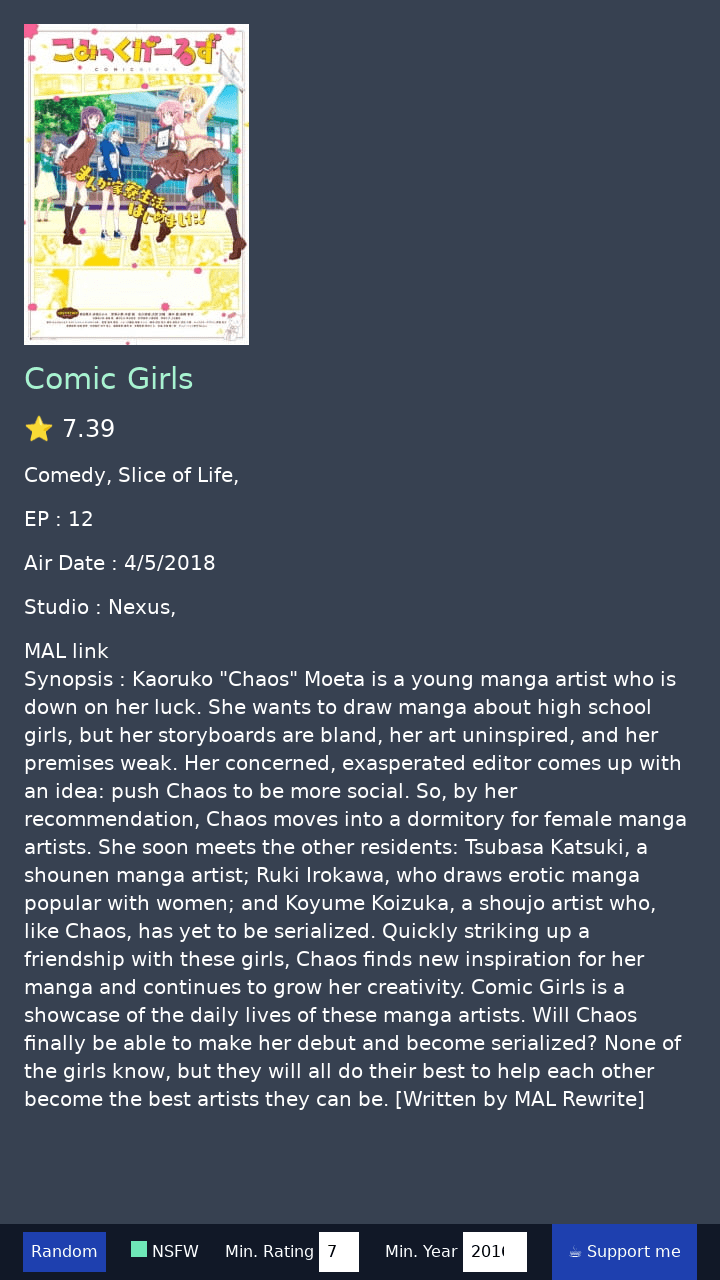 こみっくがーるず
COMIC GIRLS
まんが家寮生活、
はじめました!
Comic Girls
⭐ 7.39
Comedy, Slice of Life,
EP : 12
Air Date : 4/5/2018
Studio : Nexus,
MAL link
Synopsis : Kaoruko "Chaos" Moeta is a young manga artist who is
down on her luck. She wants to draw manga about high school
girls, but her storyboards are bland, her art uninspired, and her
premises weak. Her concerned, exasperated editor comes up with
an idea: push Chaos to be more social. So, by her
recommendation, Chaos moves into a dormitory for female manga
artists. She soon meets the other residents: Tsubasa Katsuki, a
shounen manga artist; Ruki Irokawa, who draws erotic manga
popular with women; and Koyume Koizuka, a shoujo artist who,
like Chaos, has yet to be serialized. Quickly striking up a
friendship with these girls, Chaos finds new inspiration for her
manga and continues to grow her creativity. Comic Girls is a
showcase of the daily lives of these manga artists. Will Chaos
finally be able to make her debut and become serialized? None of
the girls know, but they will all do their best to help each other
become the best artists they can be. [Written by MAL Rewrite]
Random NSFW Min. Rating 7 Min. Year ☕ Support me